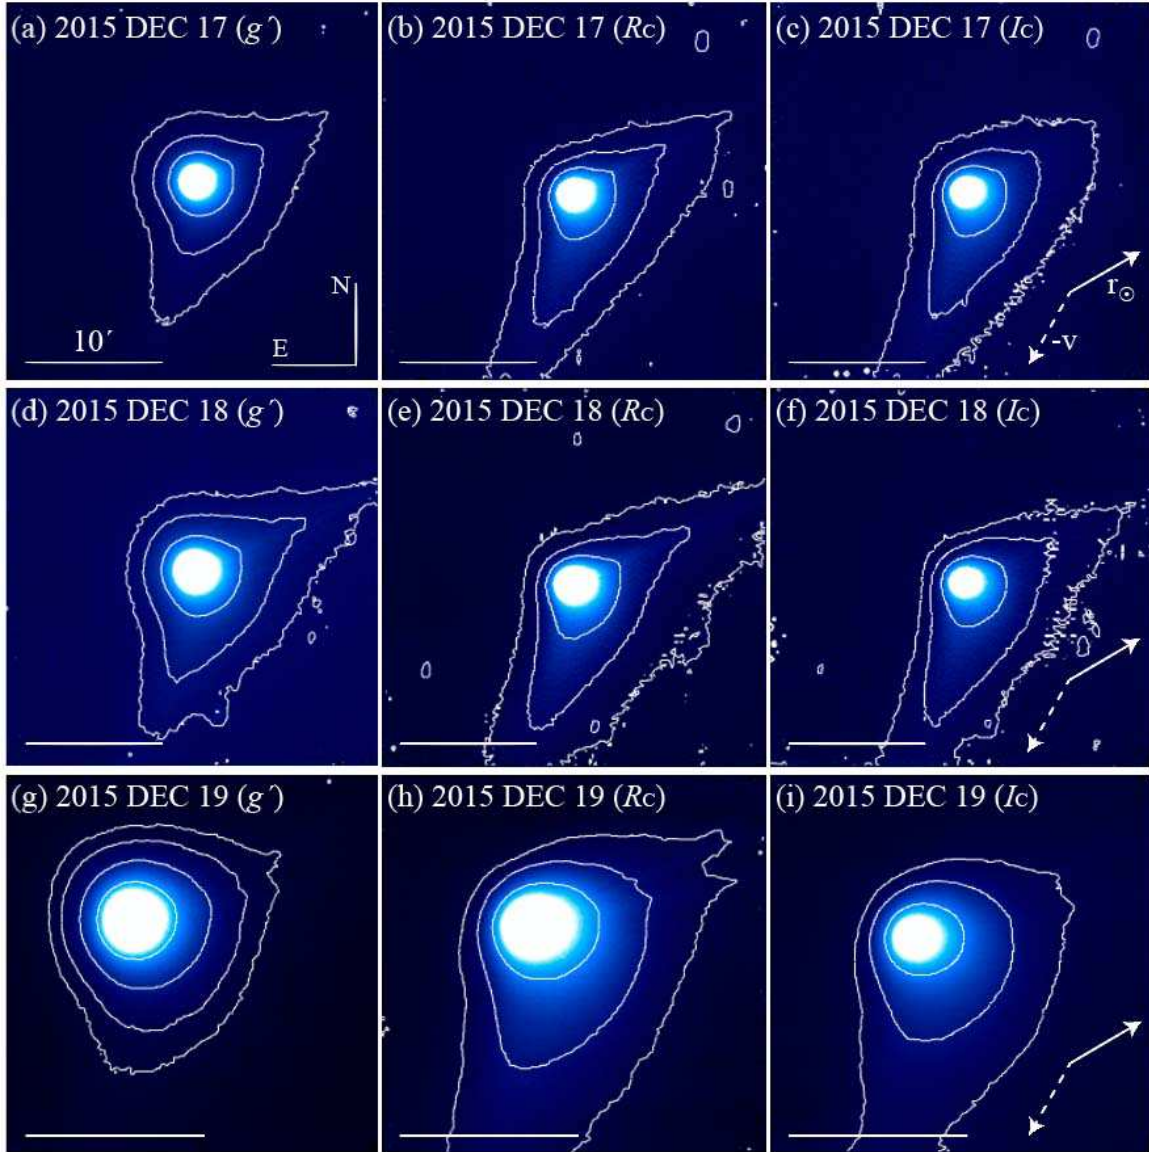 (a) 2015 DEC 17 (g´)
(b) 2015 DEC 17 (Rc)
(c) 2015 DEC 17 (Ic)
N
E
10´
r☉
-v
(d) 2015 DEC 18 (g´)
(e) 2015 DEC 18 (Rc)
(f) 2015 DEC 18 (Ic)
(g) 2015 DEC 19 (g´)
(h) 2015 DEC 19 (Rc)
(i) 2015 DEC 19 (Ic)